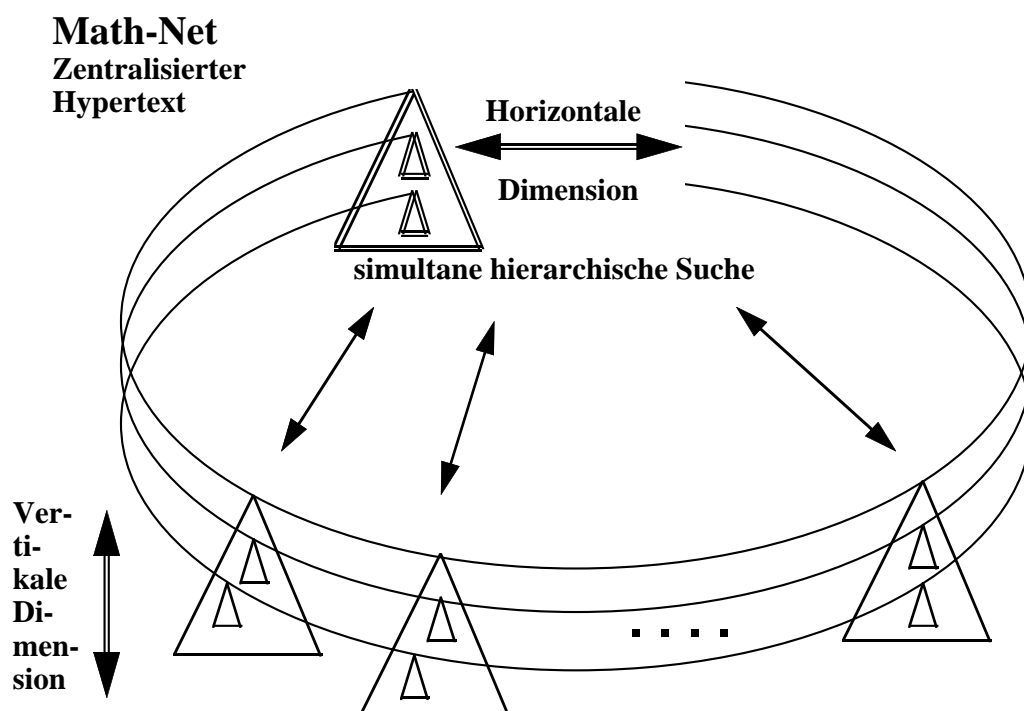 Math-Net
Zentralisierter
Hypertext
Horizontale
Dimension
simultane hierarchische Suche
Ver-
ti-
kale
Di-
men-
sion